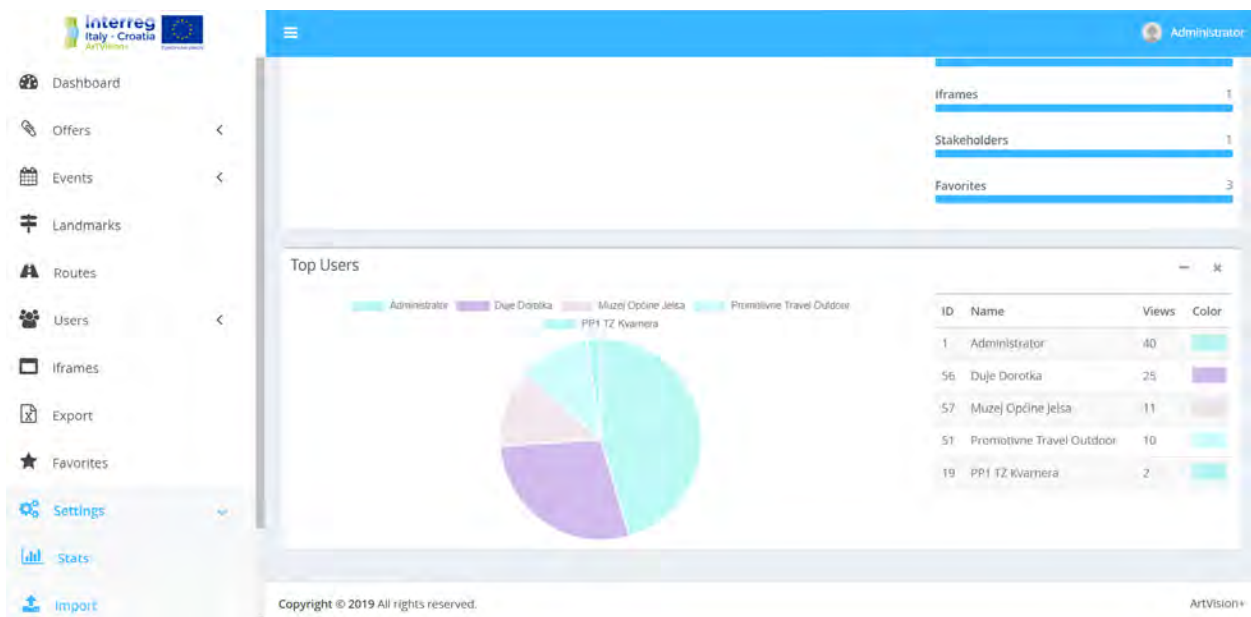 Interreg
Italy - Croatia
ArtVision+
Administrator
Dashboard
Offers
Events
Landmarks
Routes
Users
Iframes
Export
Favorites
Settings
Stats
Import
Iframes 1
Stakeholders 1
Favorites 3
Top Users
Administrator Duje Dorotka Muzej Općine Jelsa Promotivne Travel Outdoor
PP1 TZ Kvarnera
ID Name Views Color
1 Administrator 40
56 Duje Dorotka 25
57 Muzej Općine Jelsa 11
51 Promotivne Travel Outdoor 10
19 PP1 TZ Kvarnera 2
Copyright © 2019 All rights reserved.
ArtVision+